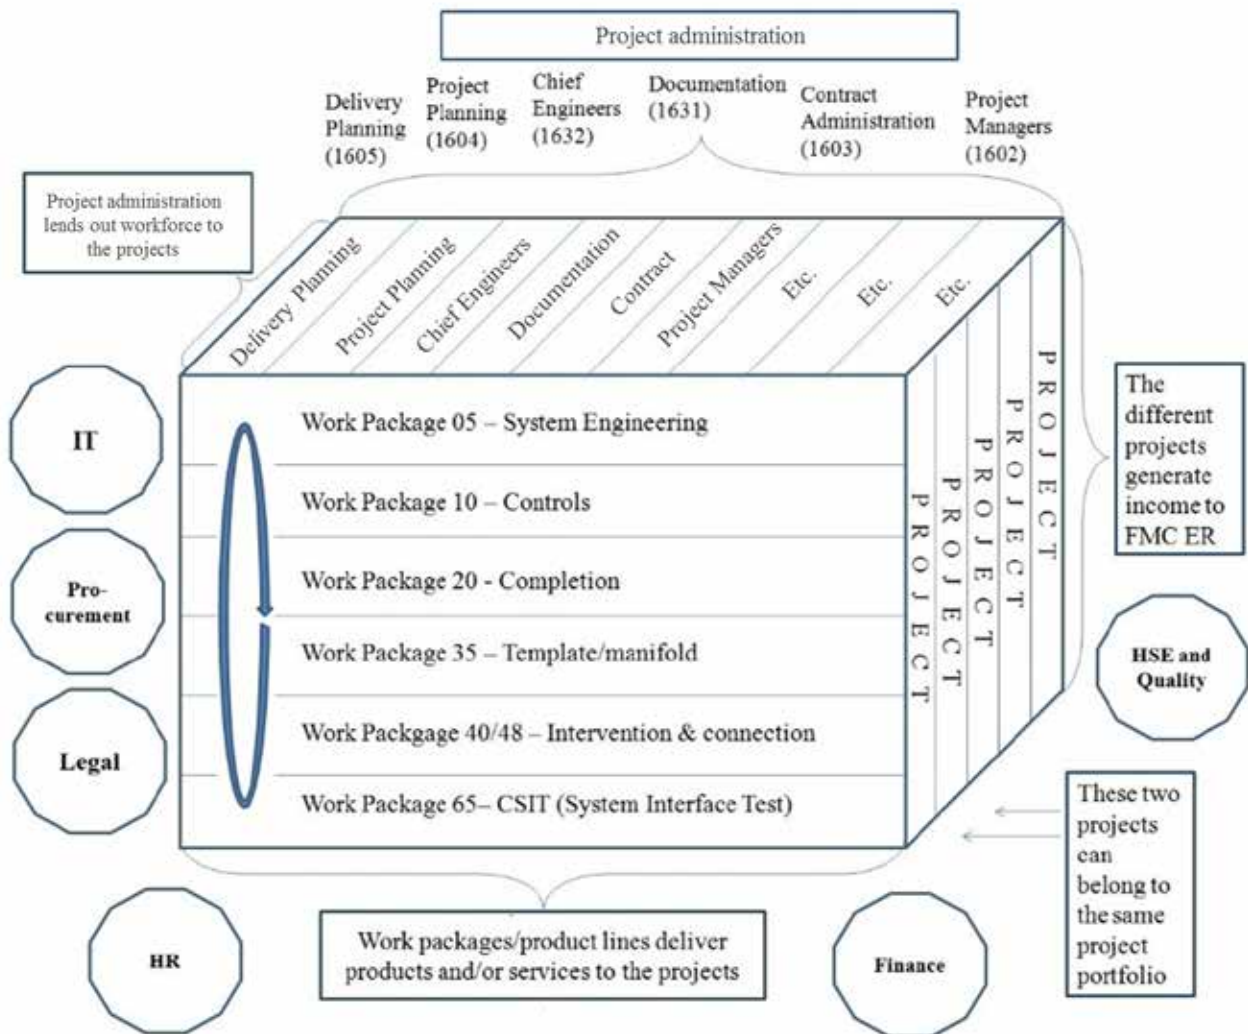 Project administration
Delivery
Planning
(1605)
Project
Planning
(1604)
Chief
Engineers
(1632)
Documentation
(1631)
Contract
Administration
(1603)
Project
Managers
(1602)
Project administration
lends out workforce to
the projects
Delivery Planning
Project Planning
Chief Engineers
Documentation
Contract
Project Managers
Etc.
Etc.
Etc.
IT
Pro-
curement
Legal
HR
Work Package 05 – System Engineering
Work Package 10 – Controls
Work Package 20 - Completion
Work Package 35 – Template/manifold
Work Packgage 40/48 – Intervention & connection
Work Package 65– CSIT (System Interface Test)
PROJECT
PROJECT
PROJECT
PROJECT
PROJECT
The
different
projects
generate
income to
FMC ER
HSE and
Quality
These two
projects
can
belong to
the same
project
portfolio
Work packages/product lines deliver
products and/or services to the projects
Finance